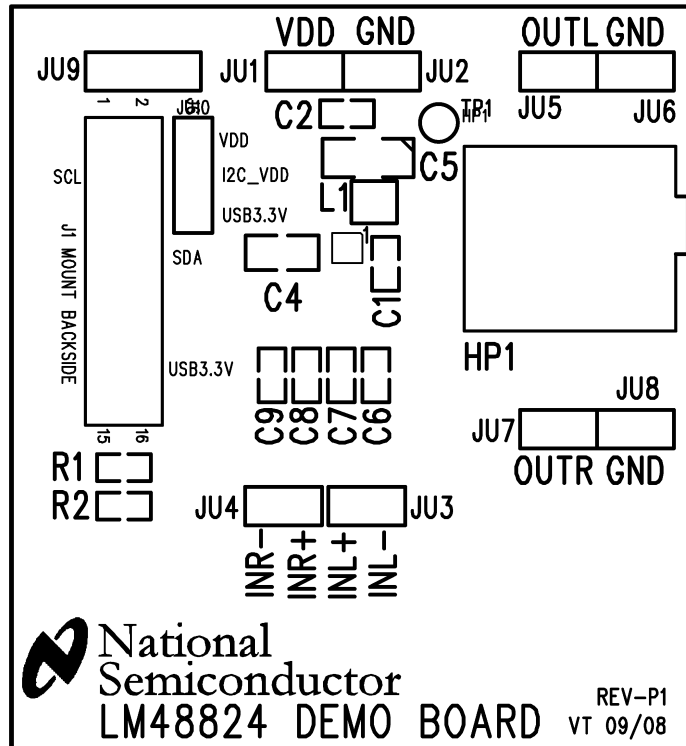 VDD GND
OUTL GND
JU9
JU1
JU2
JU5
JU6
1 2
C2
TP1
VDD
C5
SCL
I2C_VDD
L1
USB3.3V
1
J1 MOUNT BACKSIDE
SDA
C4
C1
HP1
USB3.3V
JU8
C9
C8
C7
C6
JU7
15 16
OUTR GND
R1
R2
JU4
JU3
INR-
INR+
INL+
INL-
National
Semiconductor
LM48824 DEMO BOARD
REV-P1
VT 09/08